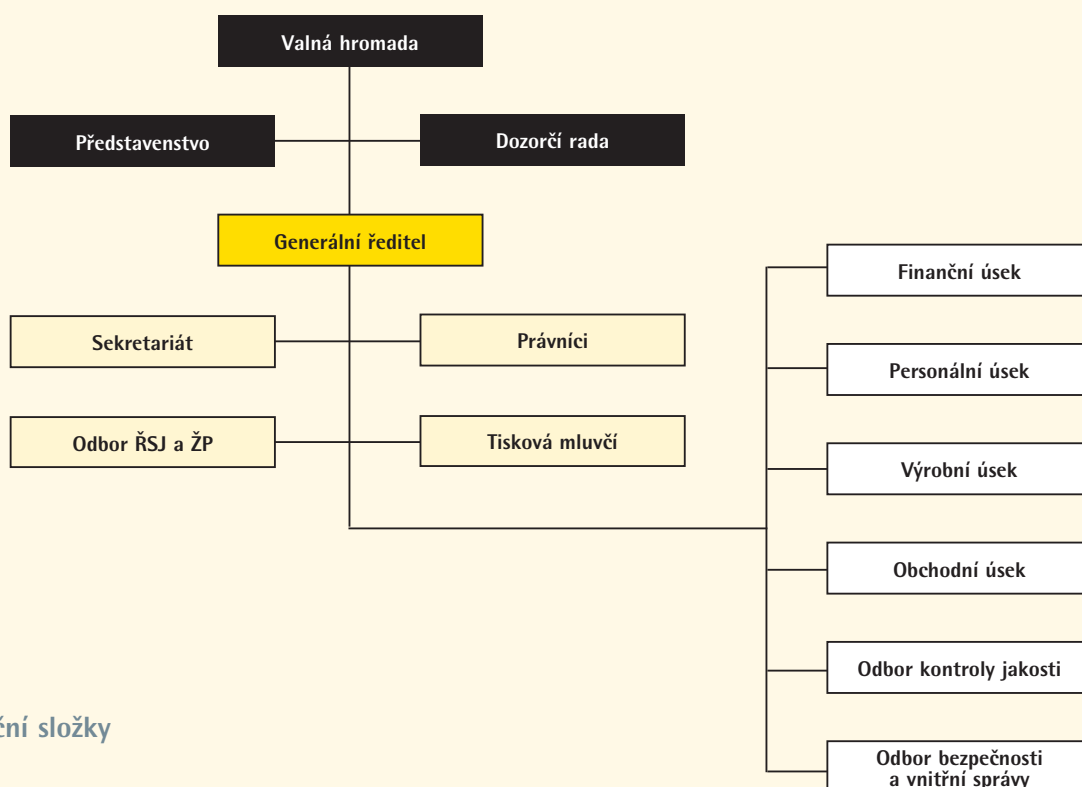 Valná hromada
Představenstvo
Dozorčí rada
Generální ředitel
Sekretariát
Právníci
Odbor ŘSJ a ŽP
Tisková mluvčí
Finanční úsek
Personální úsek
Výrobní úsek
Obchodní úsek
Odbor kontroly jakosti
Odbor bezpečnosti
a vnitřní správy
ční složky